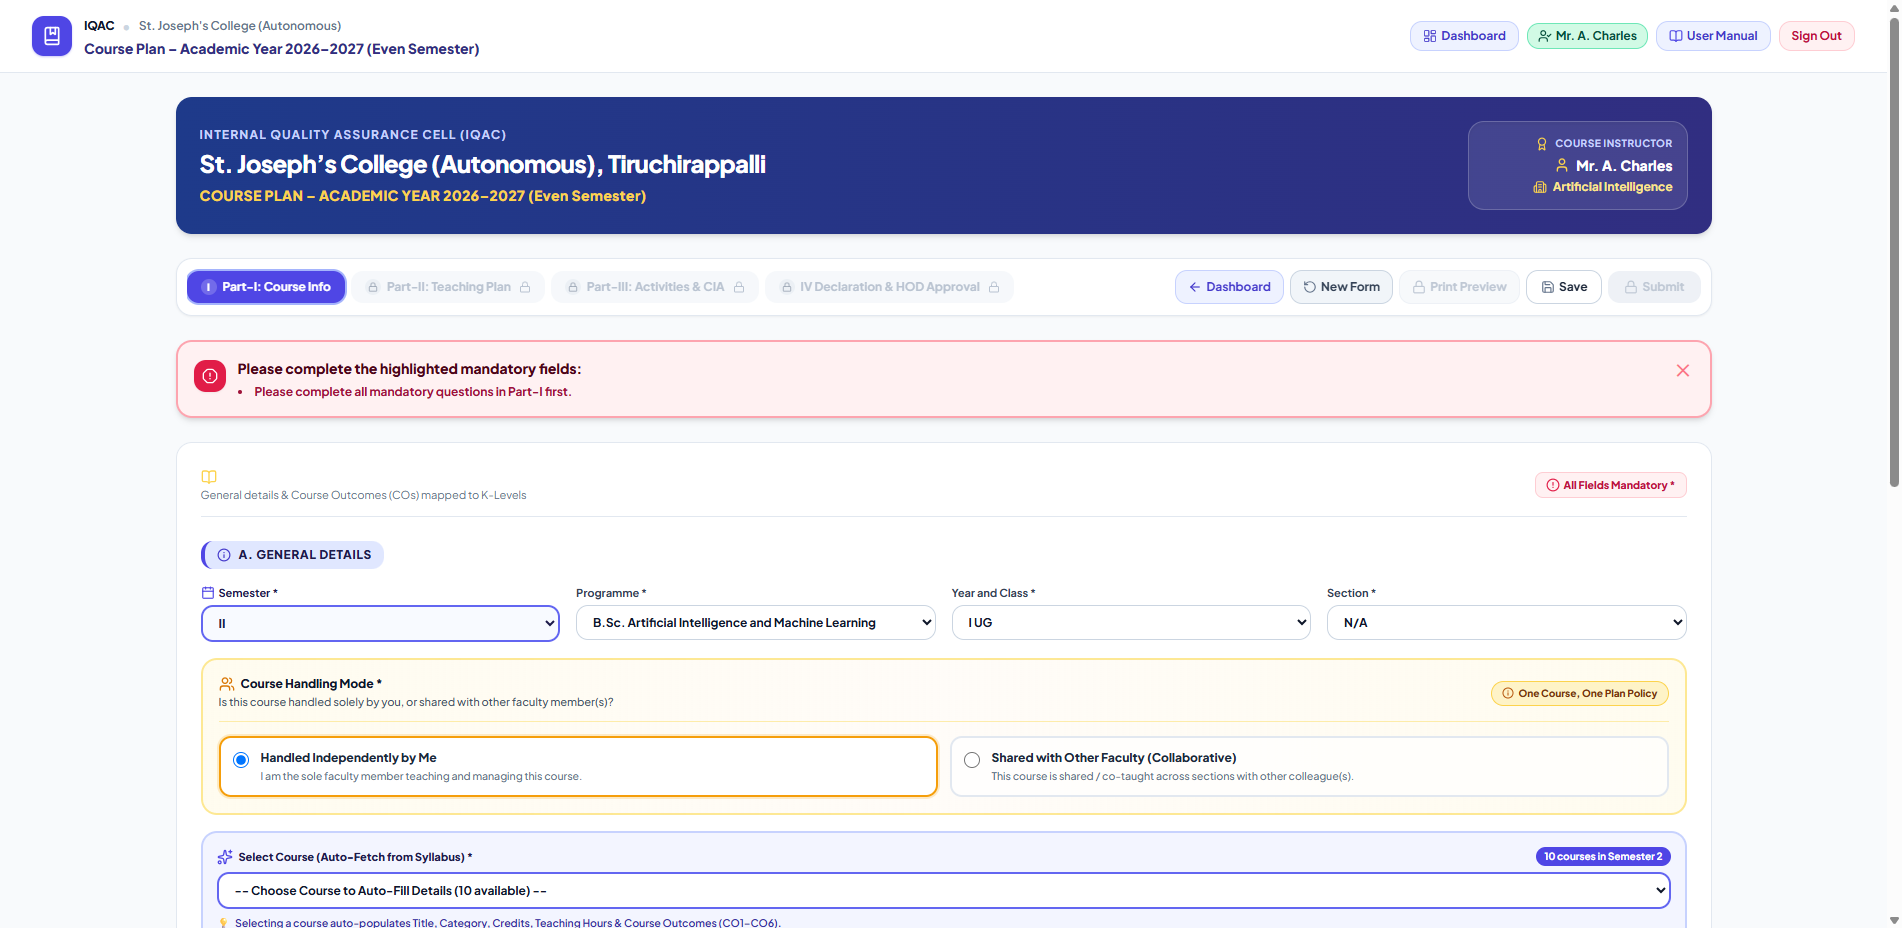 IQAC • St. Joseph's College (Autonomous)
Course Plan – Academic Year 2026–2027 (Even Semester)
Dashboard
Mr. A. Charles
User Manual
Sign Out
INTERNAL QUALITY ASSURANCE CELL (IQAC)
St. Joseph’s College (Autonomous), Tiruchirappalli
COURSE PLAN – ACADEMIC YEAR 2026–2027 (Even Semester)
COURSE INSTRUCTOR
Mr. A. Charles
Artificial Intelligence
I Part-I: Course Info
Part-II: Teaching Plan
Part-III: Activities & CIA
IV Declaration & HOD Approval
Dashboard
New Form
Print Preview
Save
Submit
Please complete the highlighted mandatory fields:
• Please complete all mandatory questions in Part-I first.
General details & Course Outcomes (COs) mapped to K-Levels
All Fields Mandatory *
A. GENERAL DETAILS
Semester *
Programme *
Year and Class *
Section *
II
B.Sc. Artificial Intelligence and Machine Learning
I UG
N/A
Course Handling Mode *
Is this course handled solely by you, or shared with other faculty member(s)?
One Course, One Plan Policy
Handled Independently by Me
I am the sole faculty member teaching and managing this course.
Shared with Other Faculty (Collaborative)
This course is shared / co-taught across sections with other colleague(s).
Select Course (Auto-Fetch from Syllabus) *
10 courses in Semester 2
-- Choose Course to Auto-Fill Details (10 available) --
Selecting a course auto-populates Title, Category, Credits, Teaching Hours & Course Outcomes (CO1-CO6).